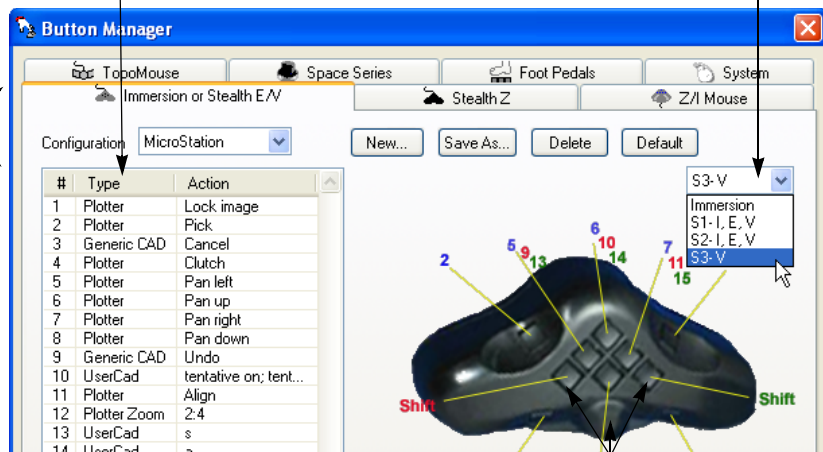 Button Manager
TopoMouse Space Series Foot Pedals System
Immersion or Stealth E/V Stealth Z Z/I Mouse
Configuration MicroStation New... Save As... Delete Default
# Type Action
1 Plotter Lock image
2 Plotter Pick
3 Generic CAD Cancel
4 Plotter Clutch
5 Plotter Pan left
6 Plotter Pan up
7 Plotter Pan right
8 Plotter Pan down
9 Generic CAD Undo
10 UserCad tentative on; tent...
11 Plotter Align
12 Plotter Zoom 2:4
13 UserCad s
14 UserCad a
S3-V
Immersion
S1-I, E, V
S2-I, E, V
S3-V
6
10
14
5
9
13
7
11
15
2
Shift
Shift